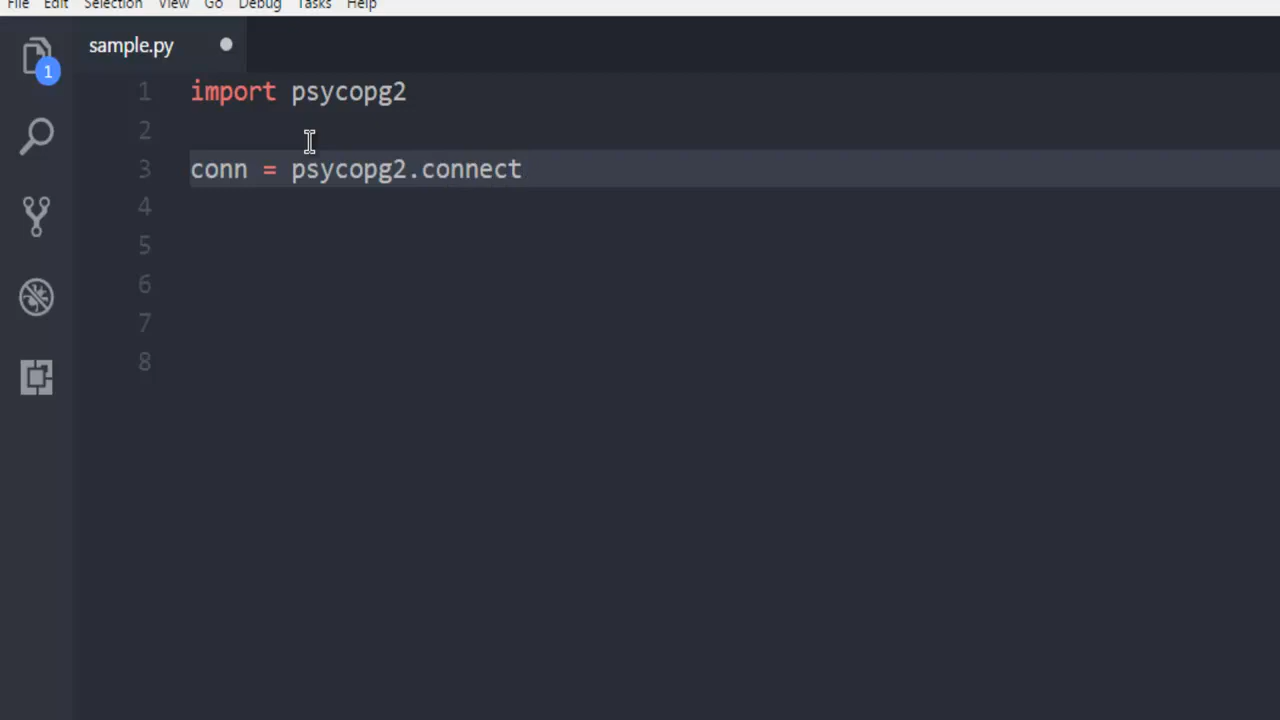 File Edit Selection View Go Debug Tasks Help
sample.py
1
1 import psycopg2
2
3 conn = psycopg2.connect
4
5
6
7
8